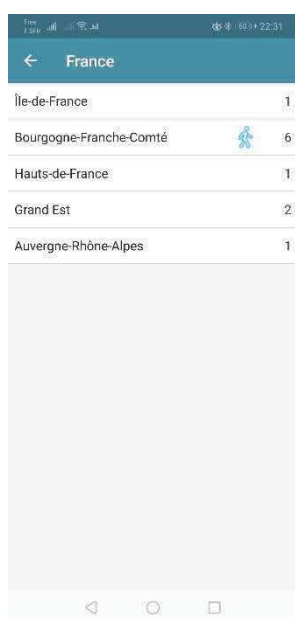 Free
22:31
France
Île-de-France 1
Bourgogne-Franche-Comté 6
Hauts-de-France 1
Grand Est 2
Auvergne-Rhône-Alpes 1